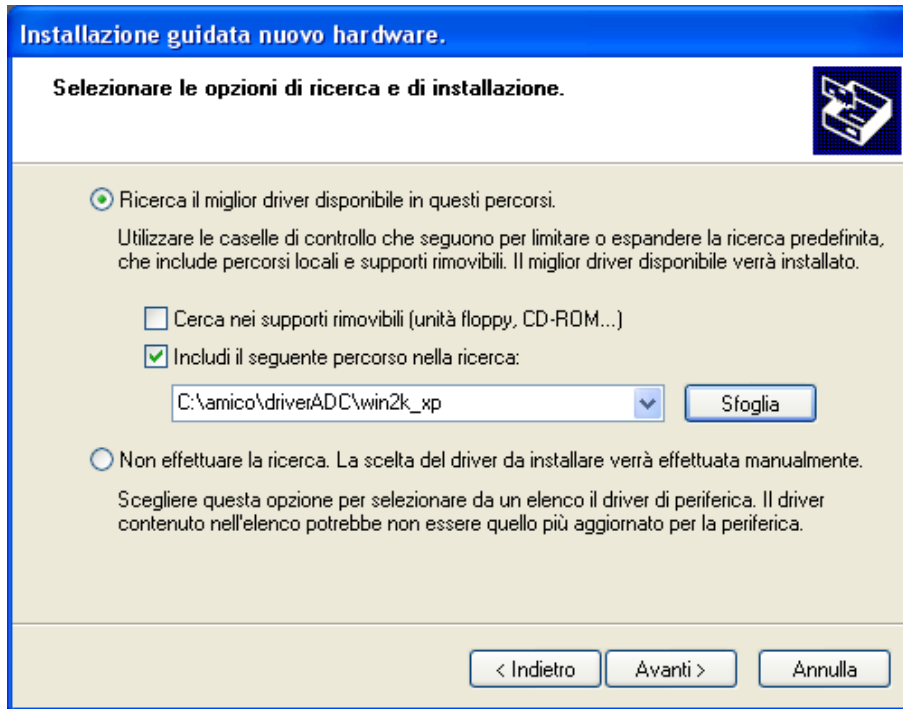 Installazione guidata nuovo hardware.
Selezionare le opzioni di ricerca e di installazione.
Ricerca il miglior driver disponibile in questi percorsi.
Utilizzare le caselle di controllo che seguono per limitare o espandere la ricerca predefinita,
che include percorsi locali e supporti rimovibili. Il miglior driver disponibile verrà installato.
Cerca nei supporti rimovibili (unità floppy, CD-ROM...)
Includi il seguente percorso nella ricerca:
C:\amico\driverADC\win2k_xp
Sfoglia
Non effettuare la ricerca. La scelta del driver da installare verrà effettuata manualmente.
Scegliere questa opzione per selezionare da un elenco il driver di periferica. Il driver
contenuto nell'elenco potrebbe non essere quello più aggiornato per la periferica.
< Indietro
Avanti >
Annulla